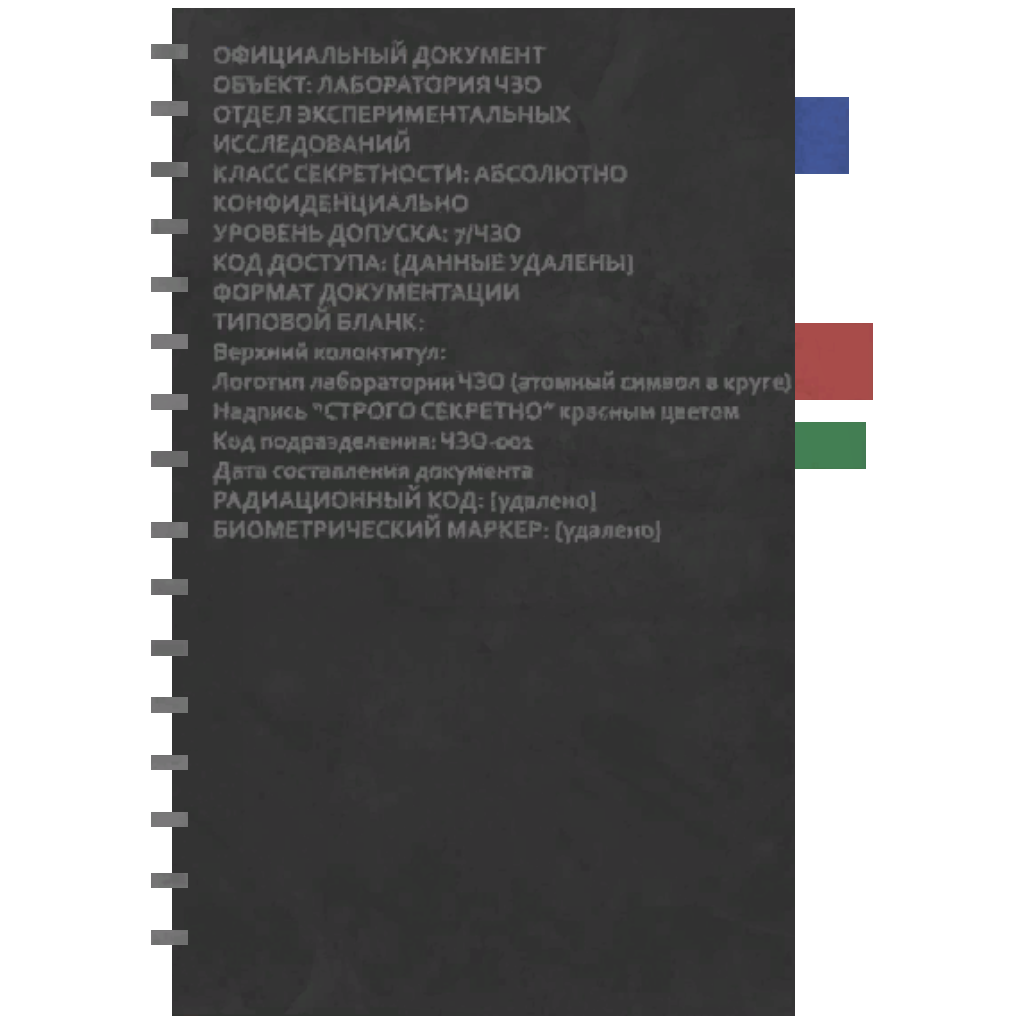 ОФИЦИАЛЬНЫЙ ДОКУМЕНТ
ОБЪЕКТ: ЛАБОРАТОРИЯ ЧЗО
ОТДЕЛ ЭКСПЕРИМЕНТАЛЬНЫХ
ИССЛЕДОВАНИЙ
КЛАСС СЕКРЕТНОСТИ: АБСОЛЮТНО
КОНФИДЕНЦИАЛЬНО
УРОВЕНЬ ДОПУСКА: 7/ЧЗО
КОД ДОСТУПА: [ДАННЫЕ УДАЛЕНЫ]
ФОРМАТ ДОКУМЕНТАЦИИ
ТИПОВОЙ БЛАНК:
Верхний колонтитул:
Логотип лаборатории ЧЗО (атомный символ в круге)
Надпись "СТРОГО СЕКРЕТНО" красным цветом
Код подразделения: ЧЗО-001
Дата составления документа
РАДИАЦИОННЫЙ КОД: [удалено]
БИОМЕТРИЧЕСКИЙ МАРКЕР: [удалено]